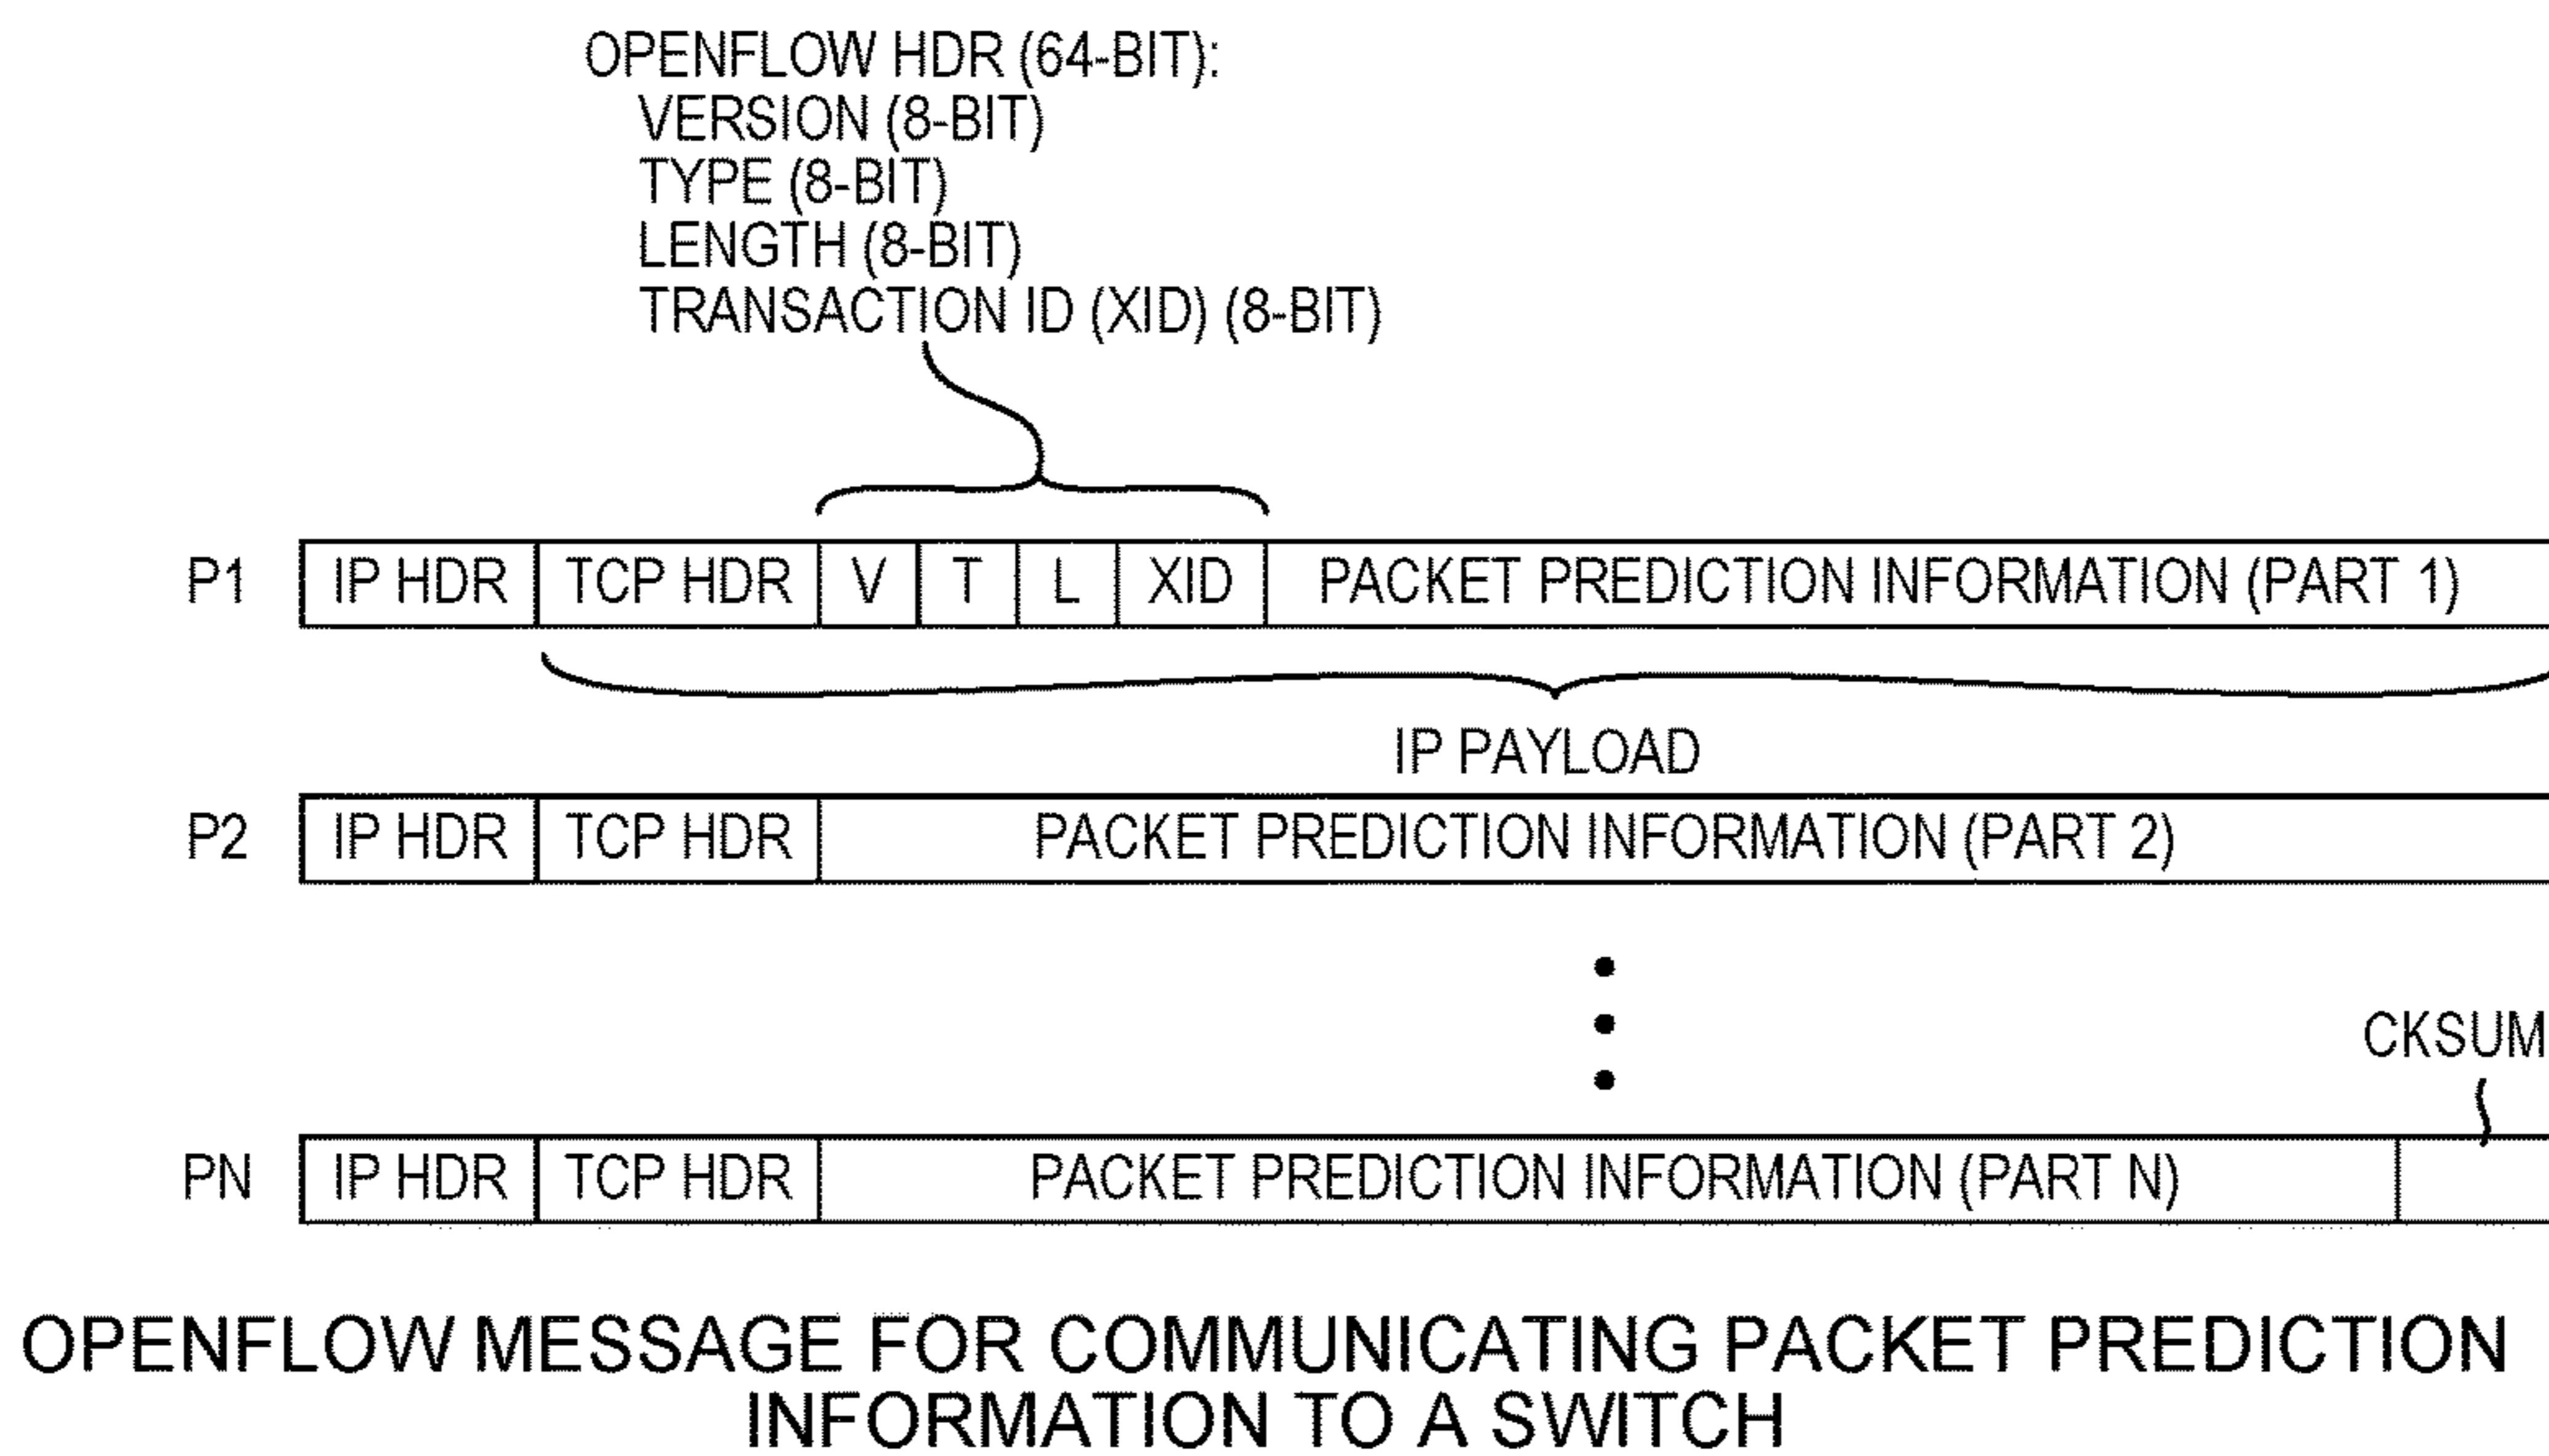 OPENFLOW HDR (64-BIT):
VERSION (8-BIT)
TYPE (8-BIT)
LENGTH (8-BIT)
TRANSACTION ID (XID) (8-BIT)
P1 IP HDR TCP HDR V T L XID PACKET PREDICTION INFORMATION (PART 1)
IP PAYLOAD
P2 IP HDR TCP HDR PACKET PREDICTION INFORMATION (PART 2)
CKSUM
PN IP HDR TCP HDR PACKET PREDICTION INFORMATION (PART N)
OPENFLOW MESSAGE FOR COMMUNICATING PACKET PREDICTION
INFORMATION TO A SWITCH